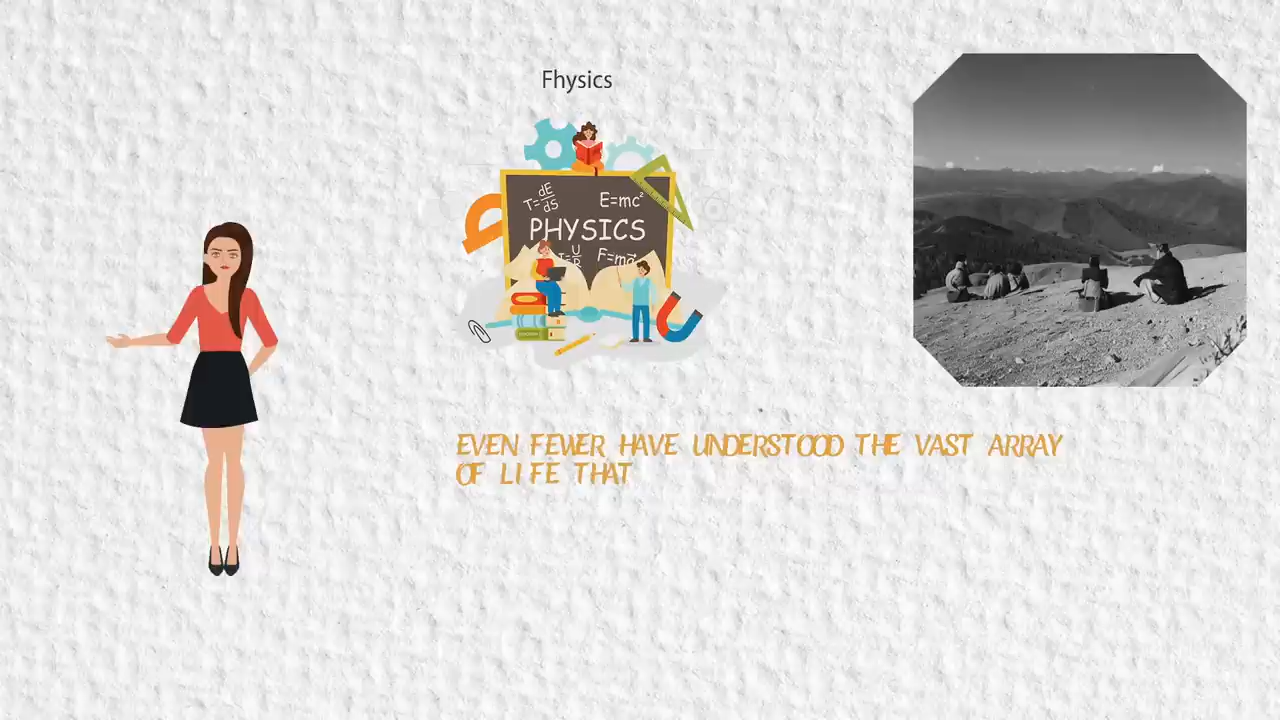 Fhysics
T=dE/dS
E=mc²
PHYSICS
I=U/R
F=ma
EVEN FEWER HAVE UNDERSTOOD THE VAST ARRAY
OF LIFE THAT